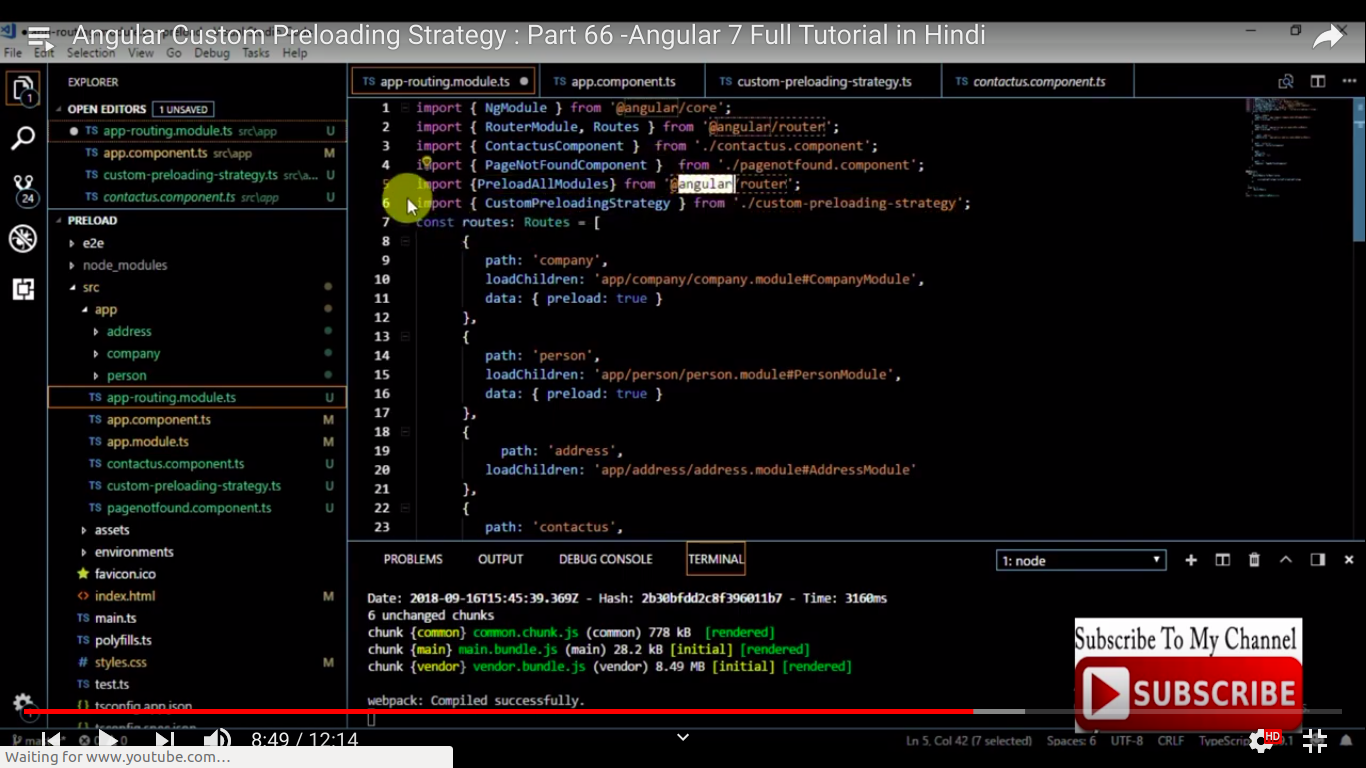 Angular Custom Preloading Strategy : Part 66 -Angular 7 Full Tutorial in Hindi
File Edit Selection View Go Debug Tasks Help
EXPLORER
OPEN EDITORS 1 UNSAVED
TS app-routing.module.ts src\app U
TS app.component.ts src\app M
TS custom-preloading-strategy.ts src\a... U
TS contactus.component.ts src\app U
PRELOAD
e2e
node_modules
src
app
address
company
person
TS app-routing.module.ts U
TS app.component.ts M
TS app.module.ts M
TS contactus.component.ts U
TS custom-preloading-strategy.ts U
TS pagenotfound.component.ts U
assets
environments
favicon.ico
<> index.html M
TS main.ts
TS polyfills.ts
# styles.css M
TS test.ts
{} tsconfig.app.json
1
24
TS app-routing.module.ts
TS app.component.ts
TS custom-preloading-strategy.ts
TS contactus.component.ts
1 import { NgModule } from '@angular/core';
2 import { RouterModule, Routes } from '@angular/router';
3 import { ContactusComponent }  from './contactus.component';
4 import { PageNotFoundComponent }  from './pagenotfound.component';
5 import {PreloadAllModules} from '@angular/router';
6 import { CustomPreloadingStrategy } from './custom-preloading-strategy';
7 const routes: Routes = [
8 {
9 path: 'company',
10 loadChildren: 'app/company/company.module#CompanyModule',
11 data: { preload: true }
12 },
13 {
14 path: 'person',
15 loadChildren: 'app/person/person.module#PersonModule',
16 data: { preload: true }
17 },
18 {
19 path: 'address',
20 loadChildren: 'app/address/address.module#AddressModule'
21 },
22 {
23 path: 'contactus',
PROBLEMS OUTPUT DEBUG CONSOLE TERMINAL
1: node
Date: 2018-09-16T15:45:39.369Z - Hash: 2b30bfdd2c8f396011b7 - Time: 3160ms
6 unchanged chunks
chunk {common} common.chunk.js (common) 778 kB  [rendered]
chunk {main} main.bundle.js (main) 28.2 kB [initial] [rendered]
chunk {vendor} vendor.bundle.js (vendor) 8.49 MB [initial] [rendered]
webpack: Compiled successfully.
Subscribe To My Channel
SUBSCRIBE
8:49 / 12:14
Ln 5, Col 42 (7 selected) Spaces: 6 UTF-8 CRLF
HD
Waiting for www.youtube.com…